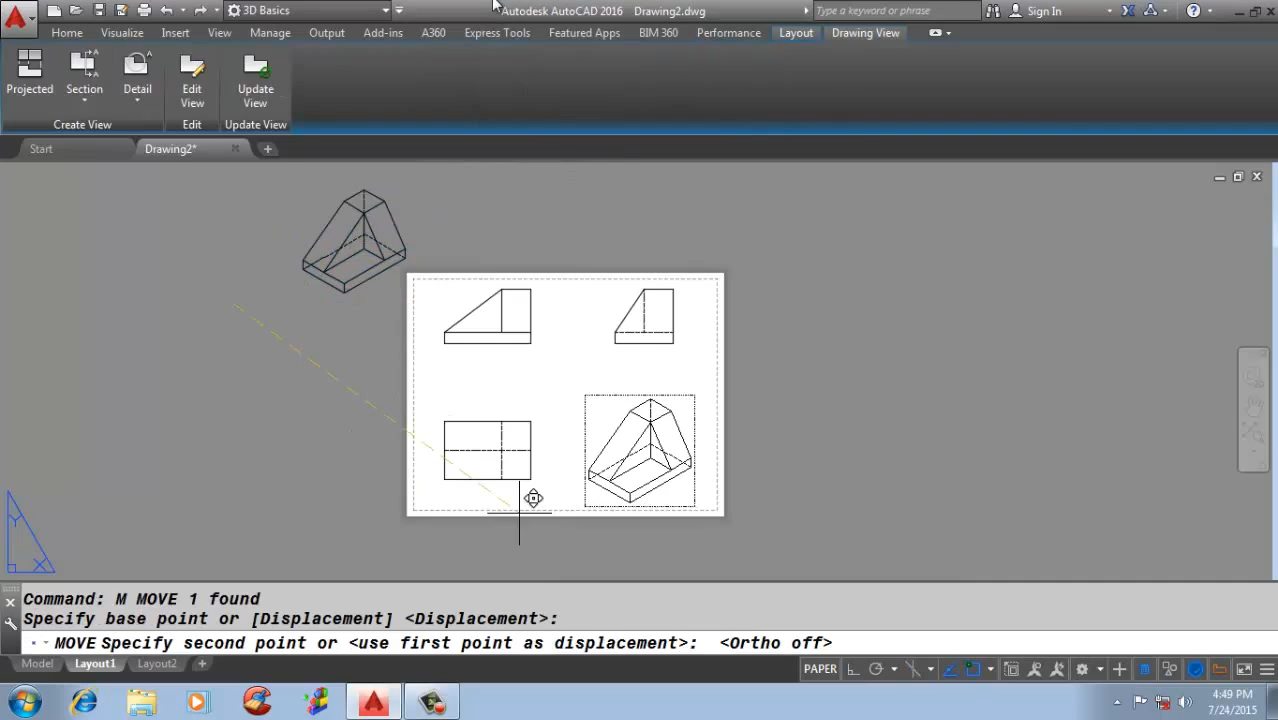 3D Basics
Autodesk AutoCAD 2016 Drawing2.dwg
Type a keyword or phrase
Sign In
Home Visualize Insert View Manage Output Add-ins A360 Express Tools Featured Apps BIM 360 Performance Layout Drawing View
Projected Section Detail Edit View Update View
Create View Edit Update View
Start Drawing2*
Y
X
Command: M MOVE 1 found
Specify base point or [Displacement] <Displacement>:
MOVE Specify second point or <use first point as displacement>: <Ortho off>
Model Layout1 Layout2 +
PAPER
4:49 PM
7/24/2015